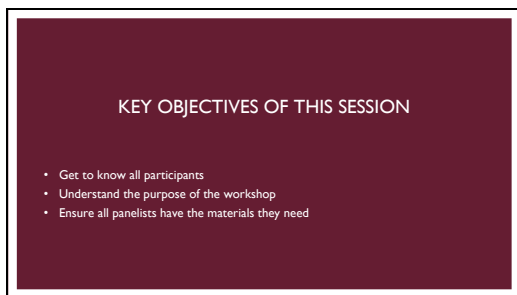 KEY OBJECTIVES OF THIS SESSION
• Get to know all participants
• Understand the purpose of the workshop
• Ensure all panelists have the materials they need